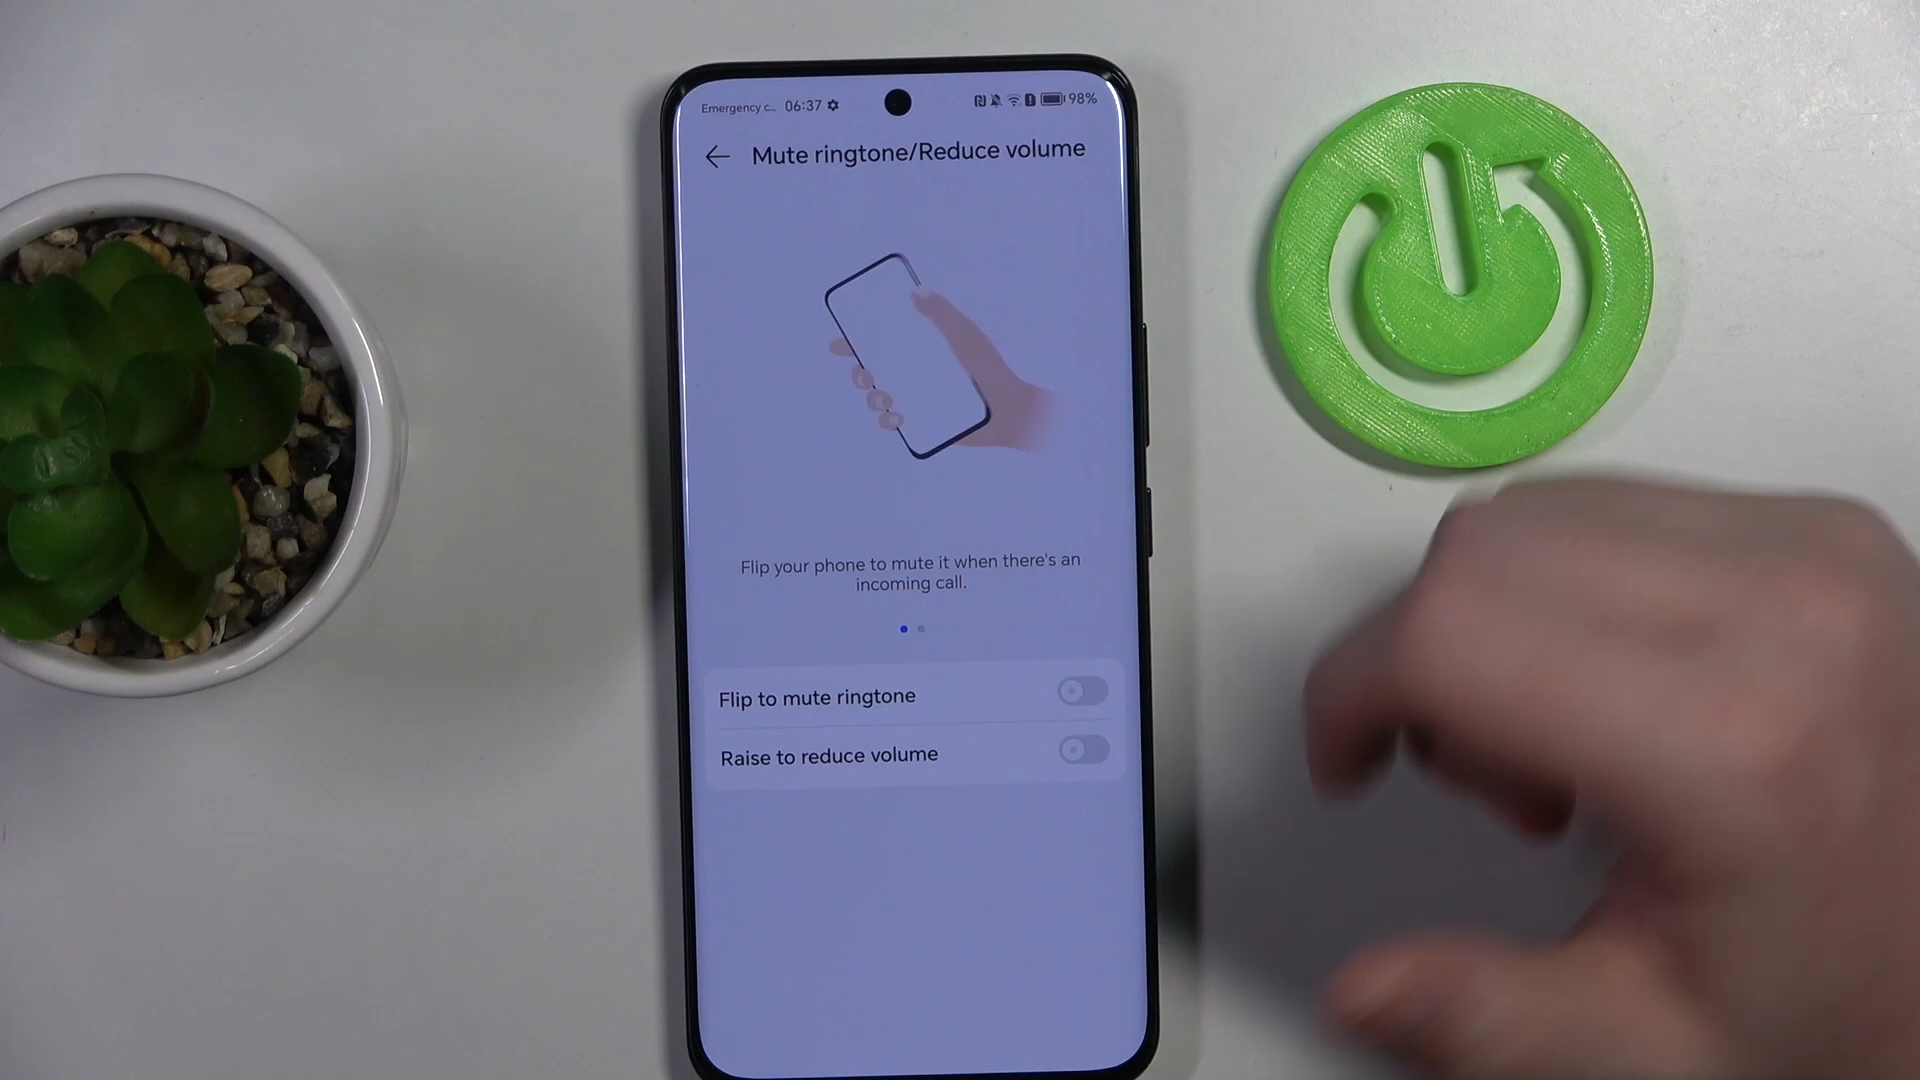 Emergency c... 06:37 98%
Mute ringtone/Reduce volume
Flip your phone to mute it when there's an
incoming call.
Flip to mute ringtone
Raise to reduce volume